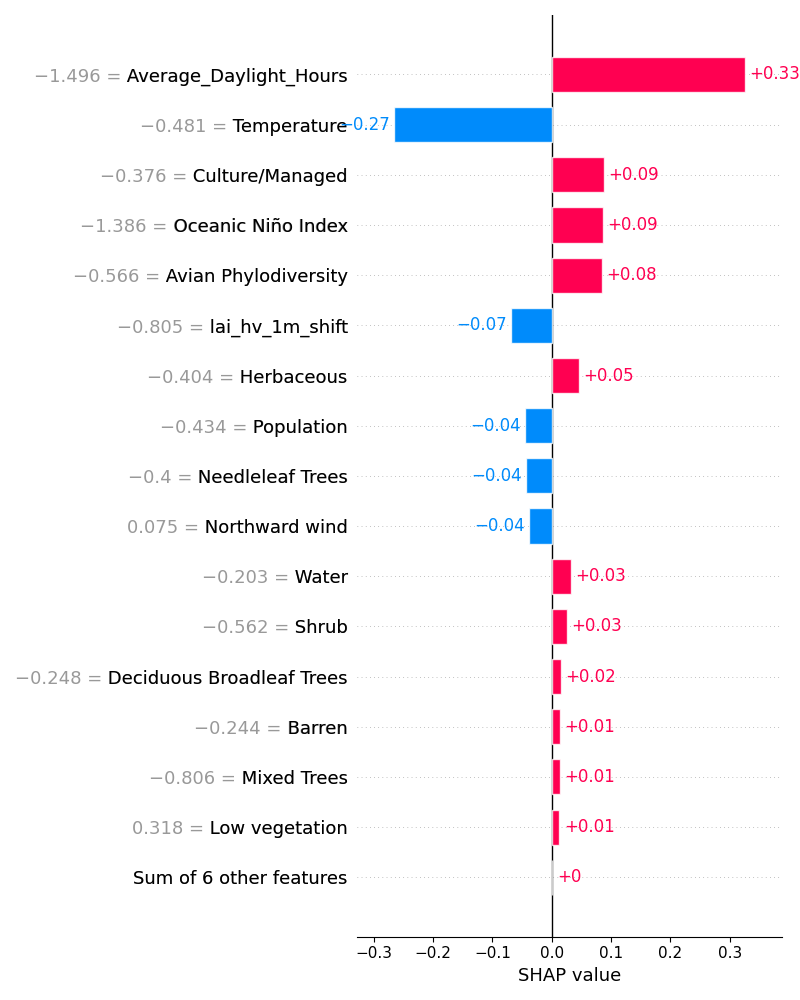 −1.496 = Average_Daylight_Hours +0.33
−0.481 = Temperature −0.27
−0.376 = Culture/Managed +0.09
−1.386 = Oceanic Niño Index +0.09
−0.566 = Avian Phylodiversity +0.08
−0.805 = lai_hv_1m_shift −0.07
−0.404 = Herbaceous +0.05
−0.434 = Population −0.04
−0.4 = Needleleaf Trees −0.04
0.075 = Northward wind −0.04
−0.203 = Water +0.03
−0.562 = Shrub +0.03
−0.248 = Deciduous Broadleaf Trees +0.02
−0.244 = Barren +0.01
−0.806 = Mixed Trees +0.01
0.318 = Low vegetation +0.01
Sum of 6 other features +0
−0.3 −0.2 −0.1 0.0 0.1 0.2 0.3
SHAP value